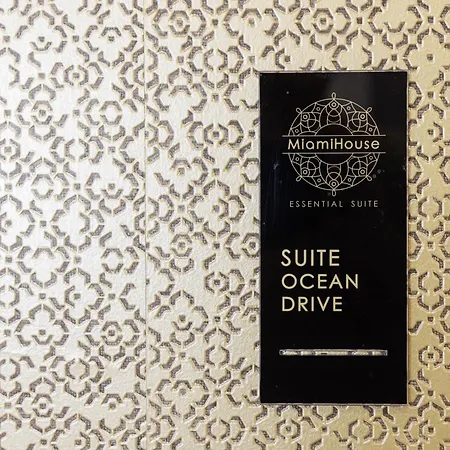 MiamiHouse
ESSENTIAL SUITE
SUITE
OCEAN
DRIVE